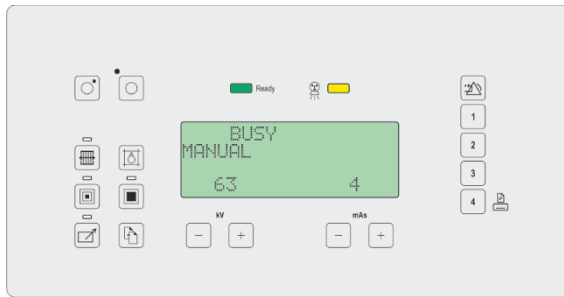 Ready
BUSY
MANUAL
63 4
kV mAs
- + - +
1
2
3
4